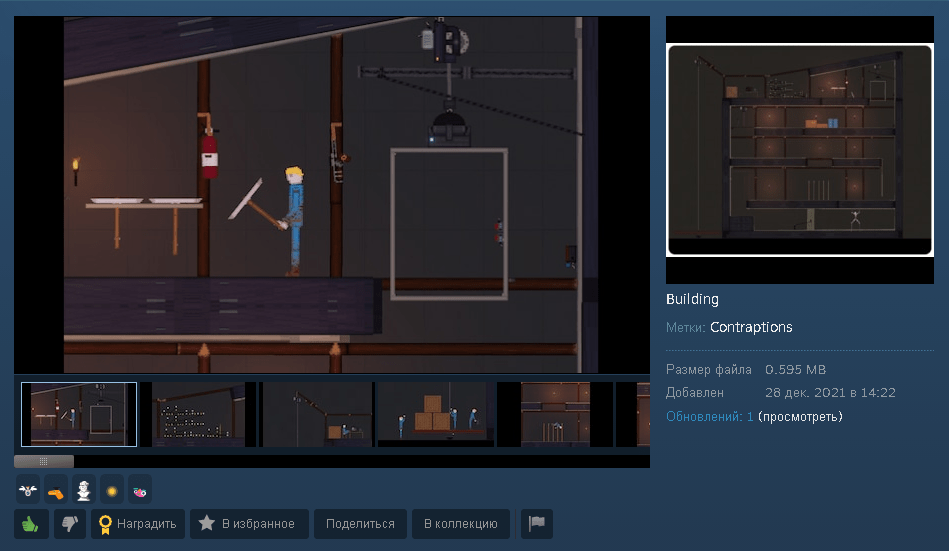 Building
Метки: Contraptions
Размер файла 0.595 MB
Добавлен 28 дек. 2021 в 14:22
Обновлений: 1 (просмотреть)
Наградить В избранное Поделиться В коллекцию